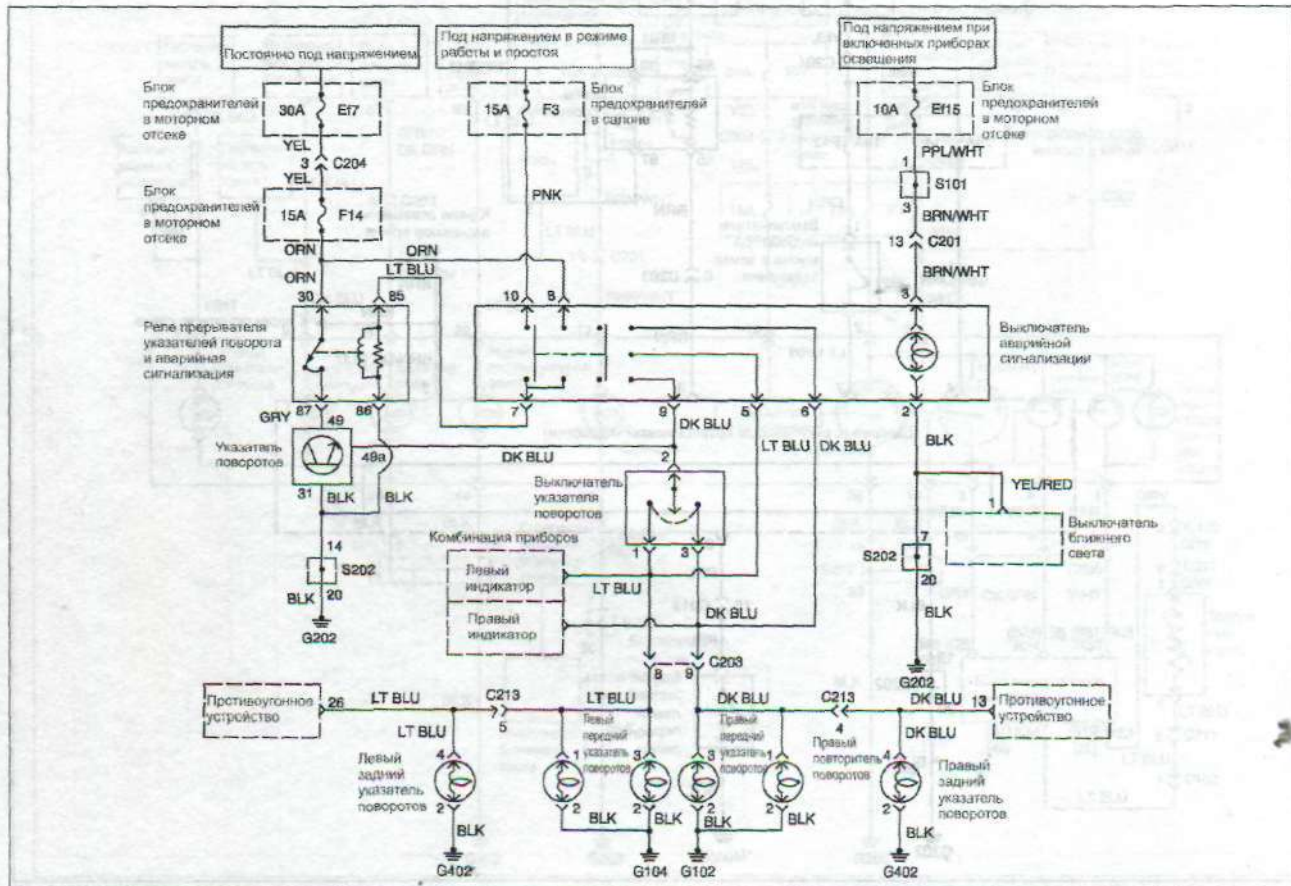 Постоянно под напряжением
Под напряжением в режиме
работы и простоя
Под напряжением при
включенных приборах
освещения
Блок
предохранителей
в моторном
отсеке
30A Ef7
15A F3
Блок
предохранителей
в салоне
10A Ef15
Блок
предохранителей
в моторном
отсеке
YEL
3 C204
YEL
Блок
предохранителей
в моторном
отсеке
15A F14
PNK
PPL/WHT
1
S101
3
BRN/WHT
13 C201
BRN/WHT
ORN
ORN
ORN
LT BLU
30
85
10
8
3
Реле прерывателя
указателей поворота
и аварийная
сигнализация
Выключатель
аварийной
сигнализации
87
86
7
9
5
6
2
GRY
49
DK BLU
LT BLU
DK BLU
BLK
Указатель
поворотов
49a
DK BLU
2
31
BLK
BLK
Выключатель
указателя
поворотов
YEL/RED
1
Выключатель
ближнего
света
14
S202
20
BLK
G202
Комбинация приборов
1
3
Левый
индикатор
LT BLU
Правый
индикатор
DK BLU
7
S202
20
BLK
G202
8
9
C203
Противоугонное
устройство
26
LT BLU
C213
5
LT BLU
DK BLU
C213
4
DK BLU
13
Противоугонное
устройство
LT BLU
DK BLU
Левый
задний
указатель
поворотов
4
2
1
2
Левый
передний
указатель
поворотов
3
2
3
2
Правый
передний
указатель
поворотов
1
2
Правый
повторитель
поворотов
4
2
Правый
задний
указатель
поворотов
BLK
BLK
BLK
BLK
BLK
G402
G104
G102
G402